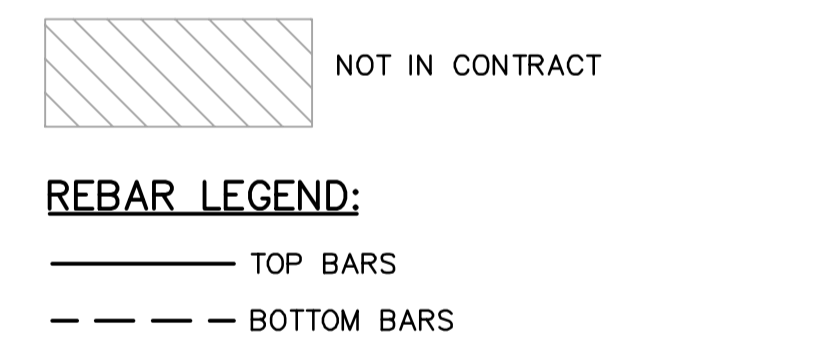 NOT IN CONTRACT
REBAR LEGEND:
TOP BARS
BOTTOM BARS